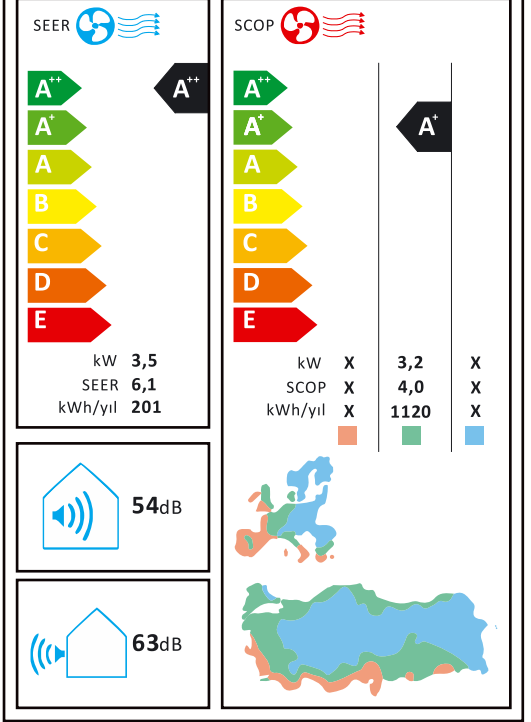 SEER
A++
A+
A
B
C
D
E
A++
kW 3,5
SEER 6,1
kWh/yıl 201
54dB
63dB
SCOP
A++
A+
A
B
C
D
E
A+
kW X 3,2 X
SCOP X 4,0 X
kWh/yıl X 1120 X